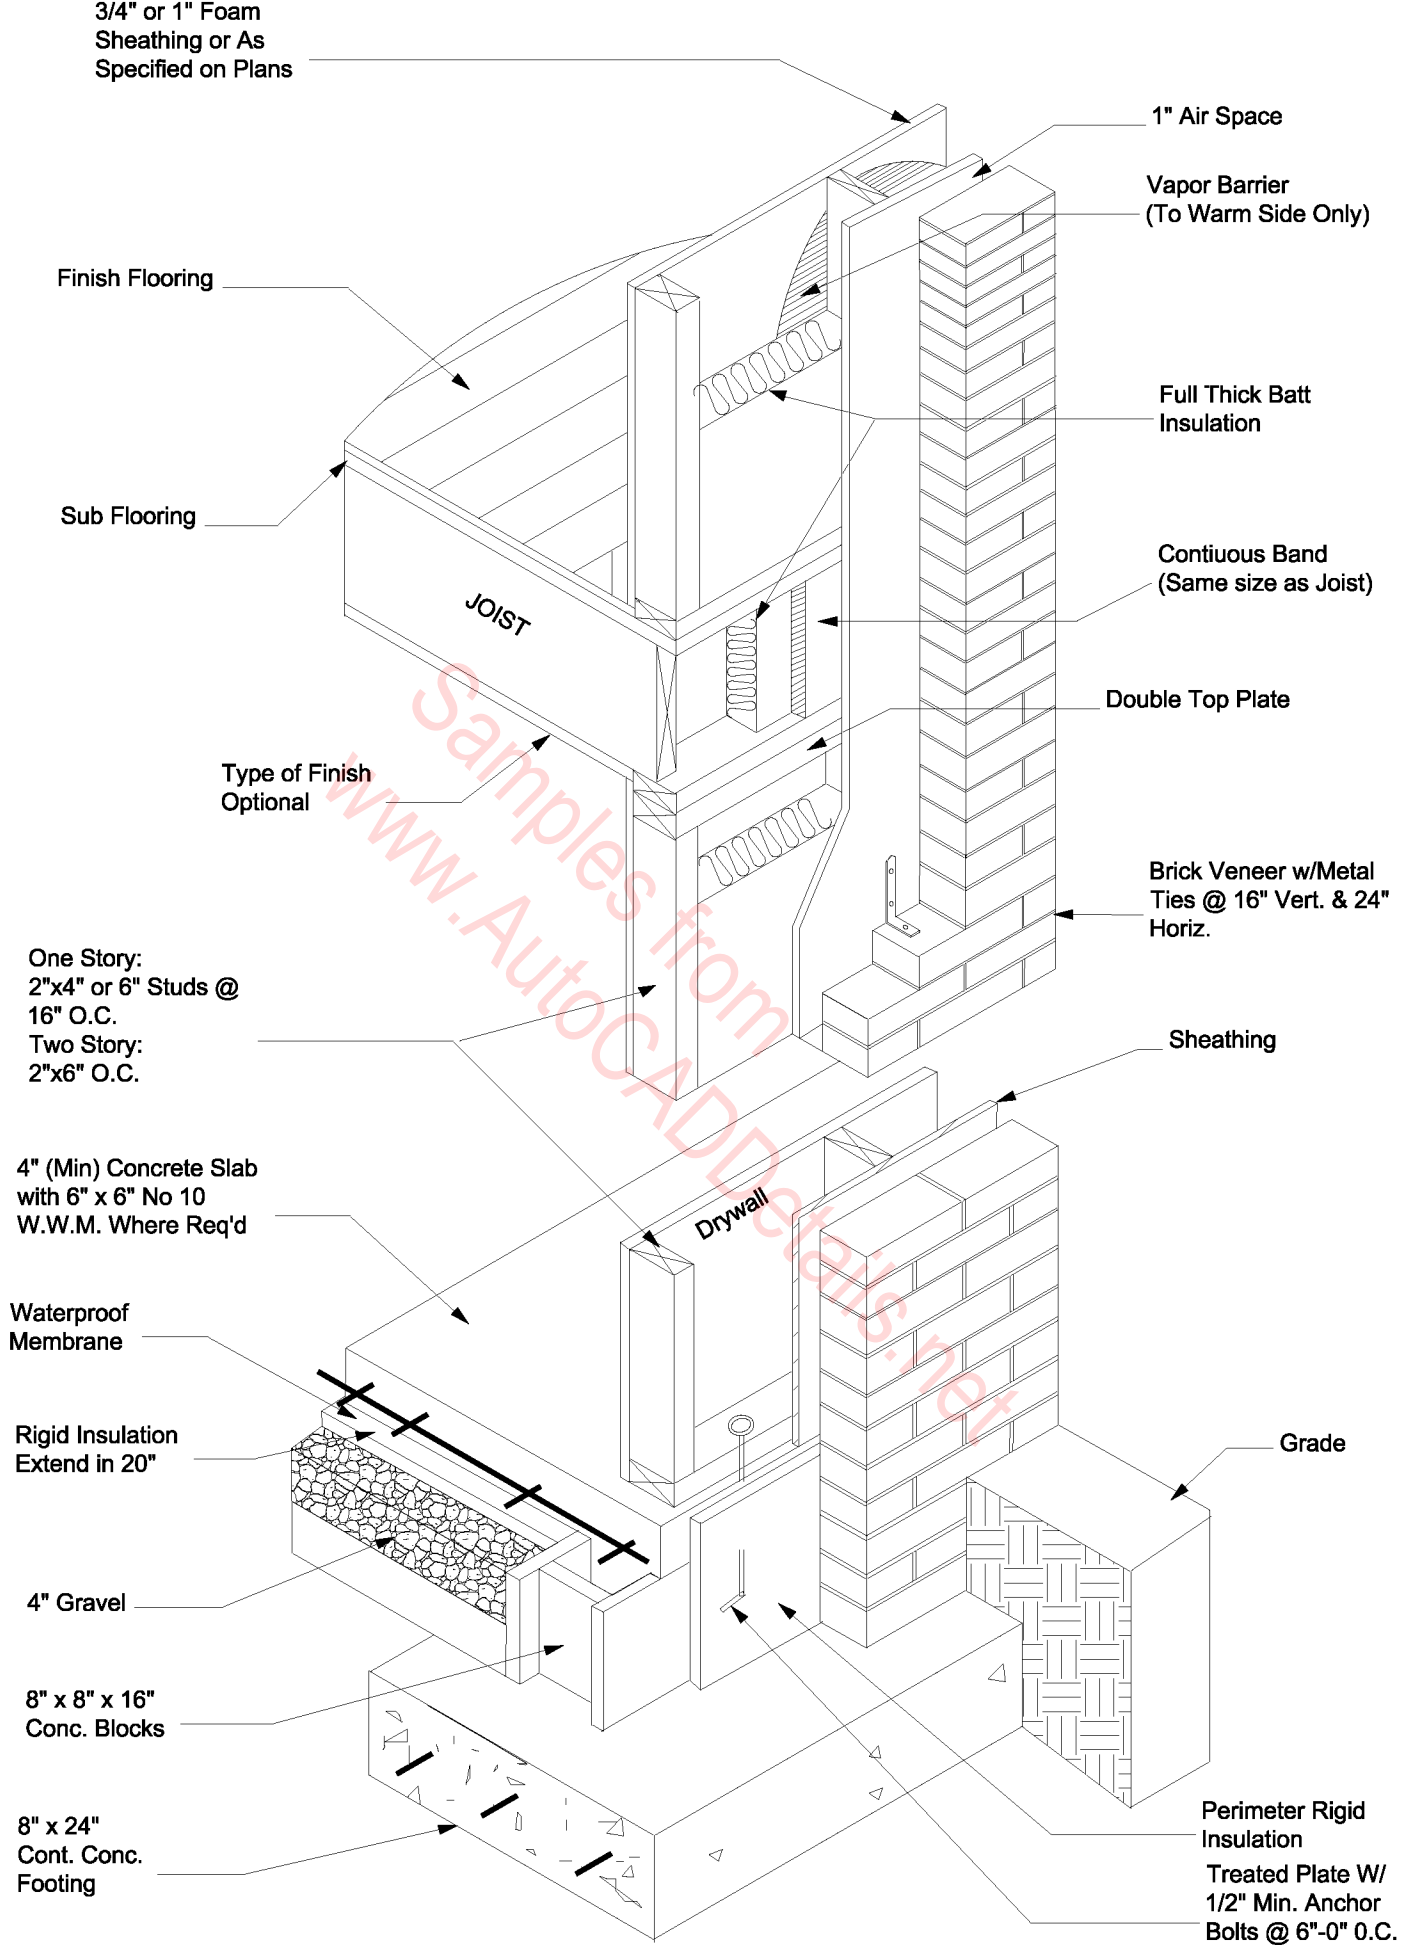 3/4" or 1" Foam
Sheathing or As
Specified on Plans
1" Air Space
Vapor Barrier
(To Warm Side Only)
Finish Flooring
Full Thick Batt
Insulation
Sub Flooring
Contiuous Band
(Same size as Joist)
JOIST
Double Top Plate
Type of Finish
Optional
Brick Veneer w/Metal
Ties @ 16" Vert. & 24"
Horiz.
One Story:
2"x4" or 6" Studs @
16" O.C.
Two Story:
2"x6" O.C.
Sheathing
4" (Min) Concrete Slab
with 6" x 6" No 10
W.W.M. Where Req'd
Drywall
Waterproof
Membrane
Rigid Insulation
Extend in 20"
Grade
4" Gravel
8" x 8" x 16"
Conc. Blocks
8" x 24"
Cont. Conc.
Footing
Perimeter Rigid
Insulation
Treated Plate W/
1/2" Min. Anchor
Bolts @ 6"-0" 0.C.
Samples from
www.AutoCADDetails.net